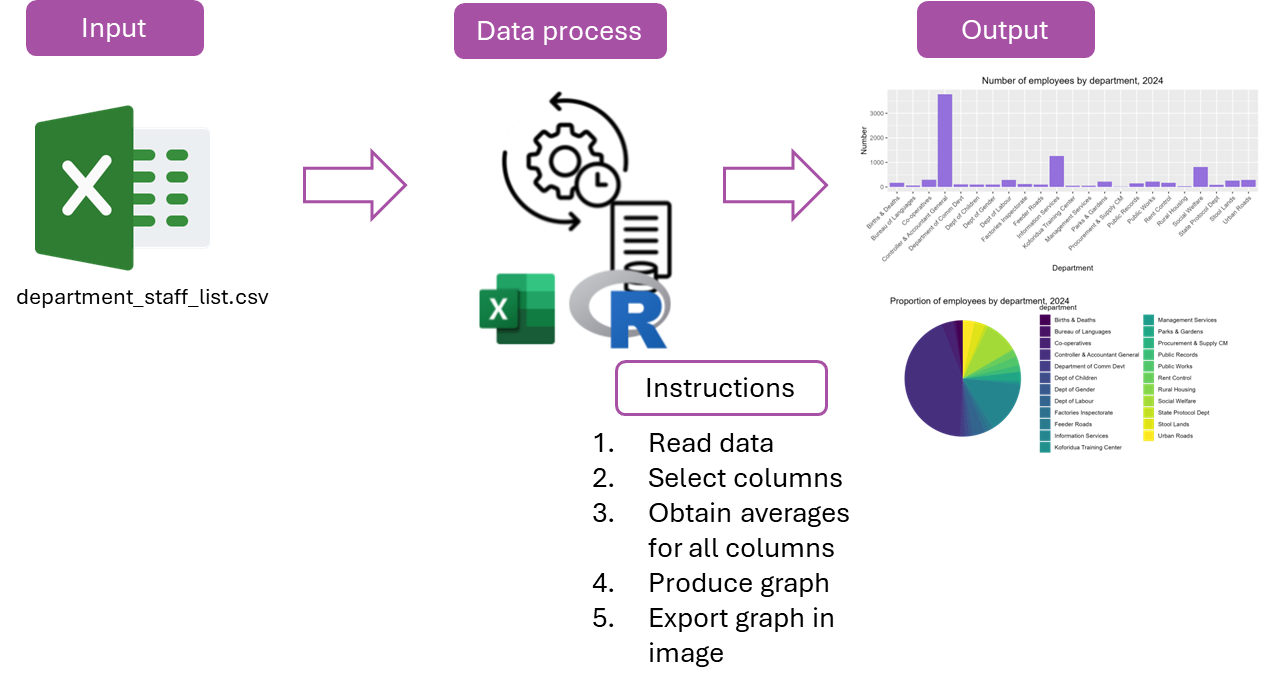 Input
Data process
Output
X
department_staff_list.csv
X
R
Instructions
1. Read data
2. Select columns
3. Obtain averages
for all columns
4. Produce graph
5. Export graph in
image
Number of employees by department, 2024
Number
3000
2000
1000
0
Births & Deaths
Bureau of Languages
Co-operatives
Controller & Accountant General
Department of Comm Devt
Dept of Children
Dept of Gender
Dept of Labour
Factories Inspectorate
Feeder Roads
Information Services
Koforidua Training Center
Management Services
Parks & Gardens
Procurement & Supply CM
Public Records
Public Works
Rent Control
Rural Housing
Social Welfare
State Protocol Dept
Stool Lands
Urban Roads
Department
Proportion of employees by department, 2024
department
Births & Deaths
Bureau of Languages
Co-operatives
Controller & Accountant General
Department of Comm Devt
Dept of Children
Dept of Gender
Dept of Labour
Factories Inspectorate
Feeder Roads
Information Services
Koforidua Training Center
Management Services
Parks & Gardens
Procurement & Supply CM
Public Records
Public Works
Rent Control
Rural Housing
Social Welfare
State Protocol Dept
Stool Lands
Urban Roads